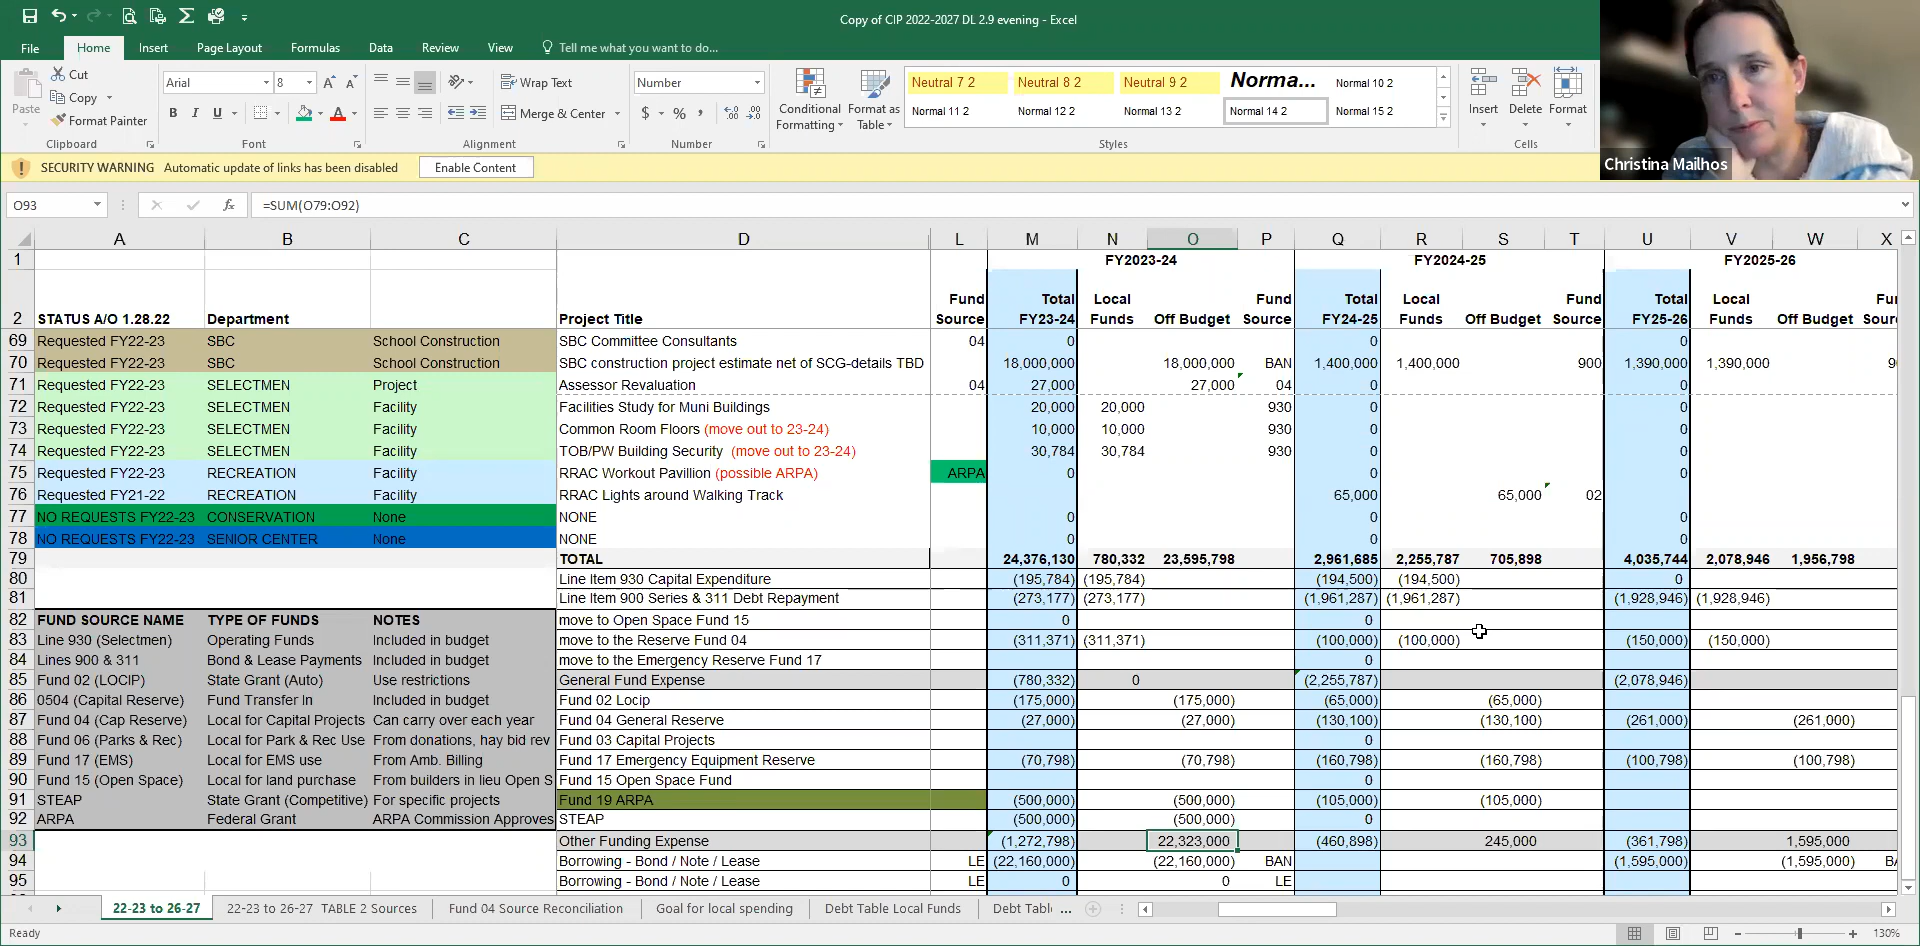 Copy of CIP 2022-2027 DL 2.9 evening - Excel
File Home Insert Page Layout Formulas Data Review View Tell me what you want to do...
Cut
Copy
Format Painter
Paste
Clipboard
Arial 8
B I U
Font
Wrap Text
Merge & Center
Alignment
Number
$ %
Number
Conditional Formatting
Format as Table
Neutral 7 2 Neutral 8 2 Neutral 9 2 Norma... Normal 10 2
Normal 11 2 Normal 12 2 Normal 13 2 Normal 14 2 Normal 15 2
Styles
Insert Delete Format
Cells
Christina Mailhos
SECURITY WARNING Automatic update of links has been disabled Enable Content
O93 fx =SUM(O79:O92)
A B C D L M N O P Q R S T U V W X
1 FY2023-24 FY2024-25 FY2025-26
Fund Total Local Fund Total Local Fund Total Local Fu
2 STATUS A/O 1.28.22 Department Project Title Source FY23-24 Funds Off Budget Source FY24-25 Funds Off Budget Source FY25-26 Funds Off Budget Sour
69 Requested FY22-23 SBC School Construction SBC Committee Consultants 04 0 0 0
70 Requested FY22-23 SBC School Construction SBC construction project estimate net of SCG-details TBD 18,000,000 18,000,000 BAN 1,400,000 1,400,000 900 1,390,000 1,390,000 9
71 Requested FY22-23 SELECTMEN Project Assessor Revaluation 04 27,000 27,000 04 0 0
72 Requested FY22-23 SELECTMEN Facility Facilities Study for Muni Buildings 20,000 20,000 930 0 0
73 Requested FY22-23 SELECTMEN Facility Common Room Floors (move out to 23-24) 10,000 10,000 930 0 0
74 Requested FY22-23 SELECTMEN Facility TOB/PW Building Security (move out to 23-24) 30,784 30,784 930 0 0
75 Requested FY22-23 RECREATION Facility RRAC Workout Pavillion (possible ARPA) ARPA 0 0 0
76 Requested FY21-22 RECREATION Facility RRAC Lights around Walking Track 65,000 65,000 02 0
77 NO REQUESTS FY22-23 CONSERVATION None NONE 0 0 0
78 NO REQUESTS FY22-23 SENIOR CENTER None NONE 0 0 0
79 TOTAL 24,376,130 780,332 23,595,798 2,961,685 2,255,787 705,898 4,035,744 2,078,946 1,956,798
80 Line Item 930 Capital Expenditure (195,784) (195,784) (194,500) (194,500) 0
81 Line Item 900 Series & 311 Debt Repayment (273,177) (273,177) (1,961,287) (1,961,287) (1,928,946) (1,928,946)
82 FUND SOURCE NAME TYPE OF FUNDS NOTES move to Open Space Fund 15 0 0
83 Line 930 (Selectmen) Operating Funds Included in budget move to the Reserve Fund 04 (311,371) (311,371) (100,000) (100,000) (150,000) (150,000)
84 Lines 900 & 311 Bond & Lease Payments Included in budget move to the Emergency Reserve Fund 17 0
85 Fund 02 (LOCIP) State Grant (Auto) Use restrictions General Fund Expense (780,332) 0 (2,255,787) (2,078,946)
86 0504 (Capital Reserve) Fund Transfer In Included in budget Fund 02 Locip (175,000) (175,000) (65,000) (65,000)
87 Fund 04 (Cap Reserve) Local for Capital Projects Can carry over each year Fund 04 General Reserve (27,000) (27,000) (130,100) (130,100) (261,000) (261,000)
88 Fund 06 (Parks & Rec) Local for Park & Rec Use From donations, hay bid rev Fund 03 Capital Projects 0
89 Fund 17 (EMS) Local for EMS use From Amb. Billing Fund 17 Emergency Equipment Reserve (70,798) (70,798) (160,798) (160,798) (100,798) (100,798)
90 Fund 15 (Open Space) Local for land purchase From builders in lieu Open S Fund 15 Open Space Fund 0
91 STEAP State Grant (Competitive) For specific projects Fund 19 ARPA (500,000) (500,000) (105,000) (105,000)
92 ARPA Federal Grant ARPA Commission Approves STEAP (500,000) (500,000) 0
93 Other Funding Expense (1,272,798) 22,323,000 (460,898) 245,000 (361,798) 1,595,000
94 Borrowing - Bond / Note / Lease LE (22,160,000) (22,160,000) BAN (1,595,000) (1,595,000) BA
95 Borrowing - Bond / Note / Lease LE 0 0 LE
22-23 to 26-27 22-23 to 26-27 TABLE 2 Sources Fund 04 Source Reconciliation Goal for local spending Debt Table Local Funds Debt Tabl ...
Ready 130%